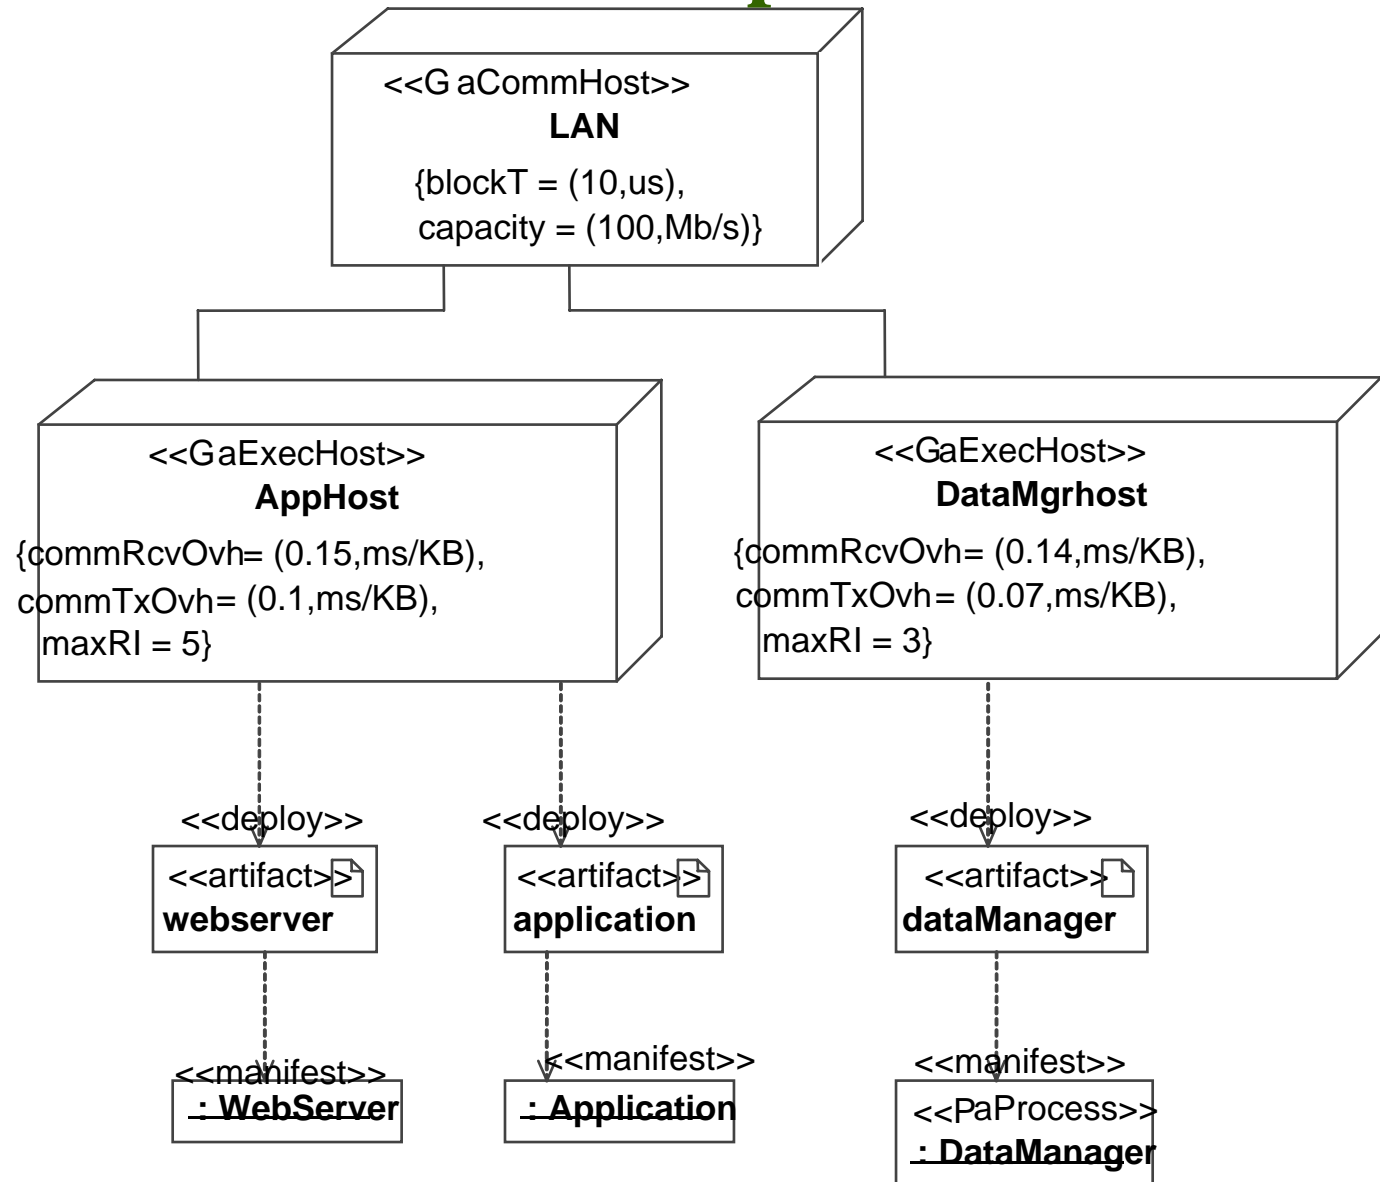 <<GaCommHost>>
LAN
{blockT = (10,us),
capacity = (100,Mb/s)}
<<GaExecHost>>
AppHost
{commRcvOvh= (0.15,ms/KB),
commTxOvh= (0.1,ms/KB),
maxRI = 5}
<<GaExecHost>>
DataMgrhost
{commRcvOvh= (0.14,ms/KB),
commTxOvh= (0.07,ms/KB),
maxRI = 3}
<<deploy>>
<<deploy>>
<<deploy>>
<<artifact>>
webserver
<<artifact>>
application
<<artifact>>
dataManager
<<manifest>>
<<manifest>>
<<manifest>>
: WebServer
: Application
<<PaProcess>>
: DataManager